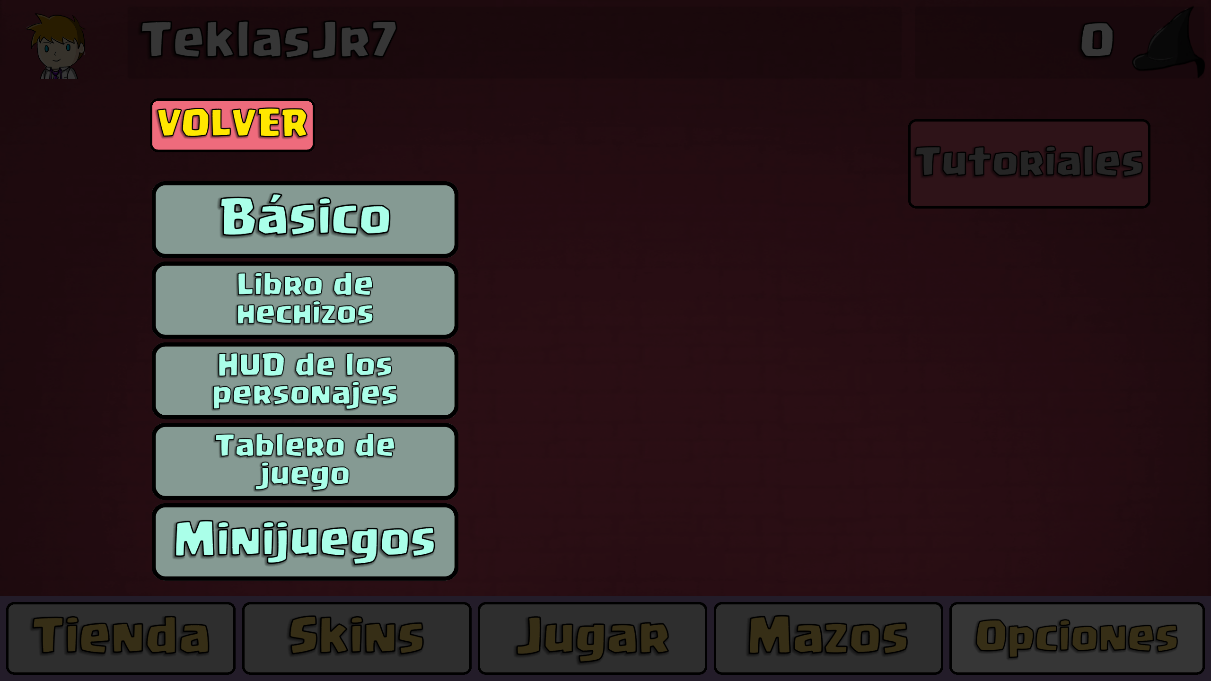 TeklasJr7
0
VOLVER
Tutoriales
Básico
Libro de
hechizos
HUD de los
personajes
Tablero de
juego
Minijuegos
Tienda
Skins
Jugar
Mazos
Opciones